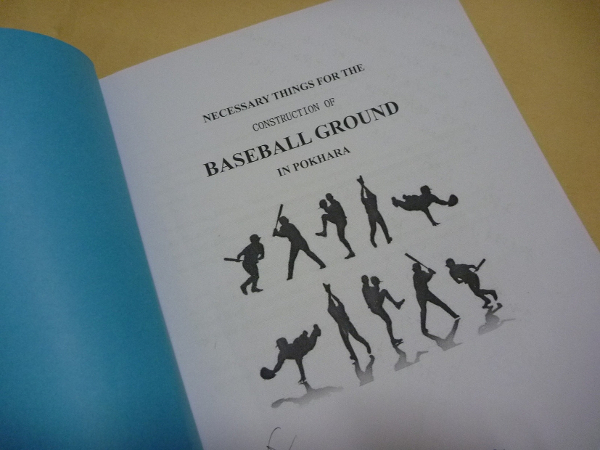 NECESSARY THINGS FOR THE
CONSTRUCTION OF
BASEBALL GROUND
IN POKHARA